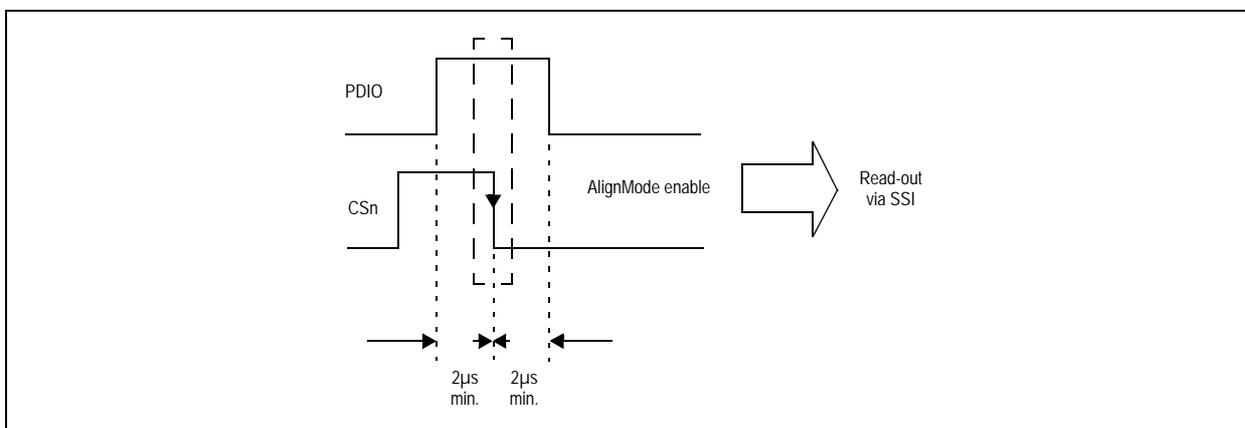 PDIO
AlignMode enable
Read-out
via SSI
CSn
2µs
min.
2µs
min.